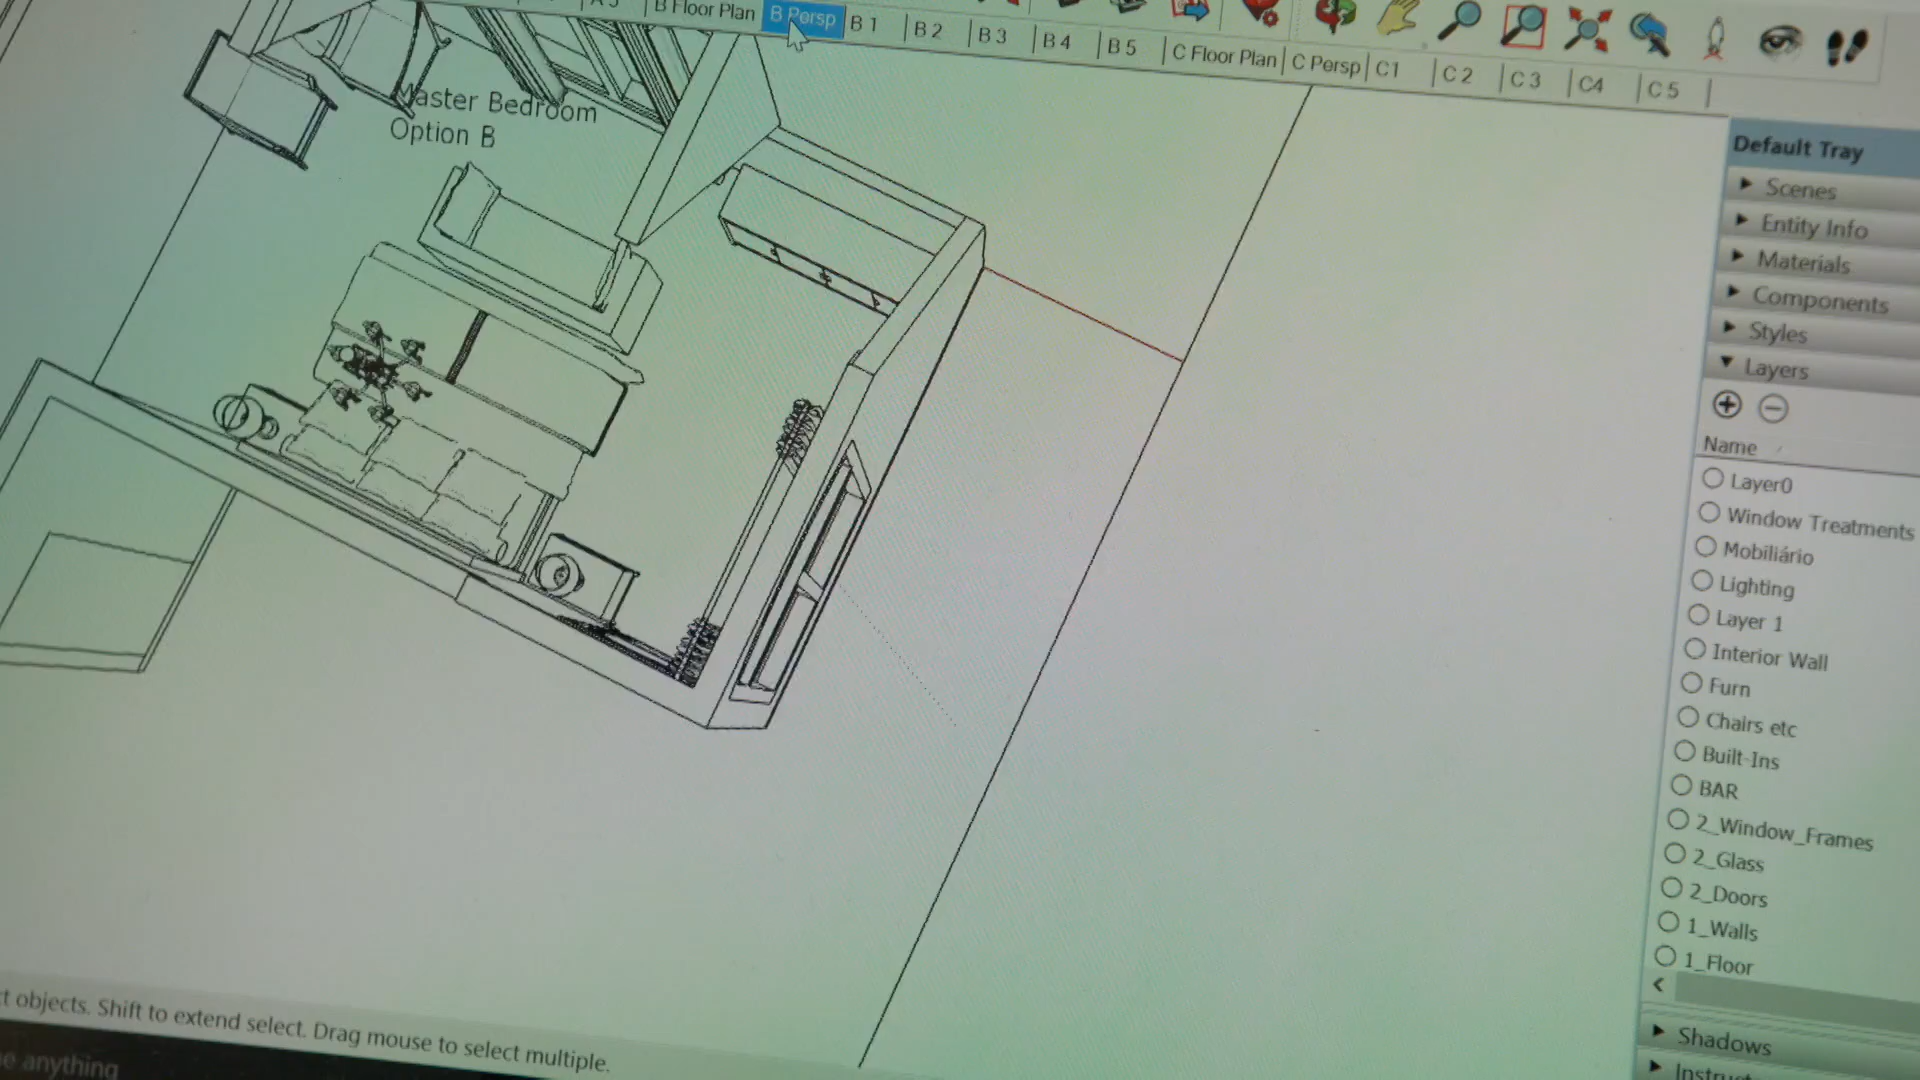 B Floor Plan
B Persp
B 1
B 2
B 3
B 4
B 5
C Floor Plan
C Persp
C1
C 2
C 3
C4
C 5
Master Bedroom
Option B
Default Tray
Scenes
Entity Info
Materials
Components
Styles
Layers
Name
Layer0
Window Treatments
Mobiliário
Lighting
Layer 1
Interior Wall
Furn
Chairs etc
Built-Ins
BAR
2_Window_Frames
2_Glass
2_Doors
1_Walls
1_Floor
Shadows
objects. Shift to extend select. Drag mouse to select multiple.
anything